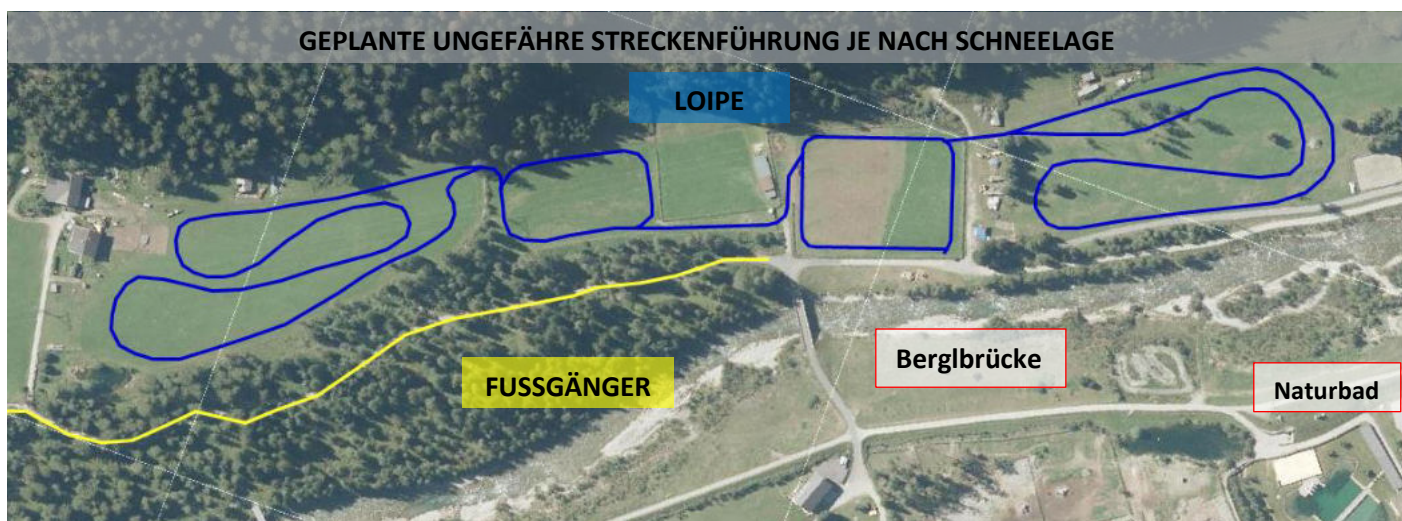 GEPLANTE UNGEFÄHRE STRECKENFÜHRUNG JE NACH SCHNEELAGE
LOIPE
Berglbrücke
FUSSGÄNGER
Naturbad